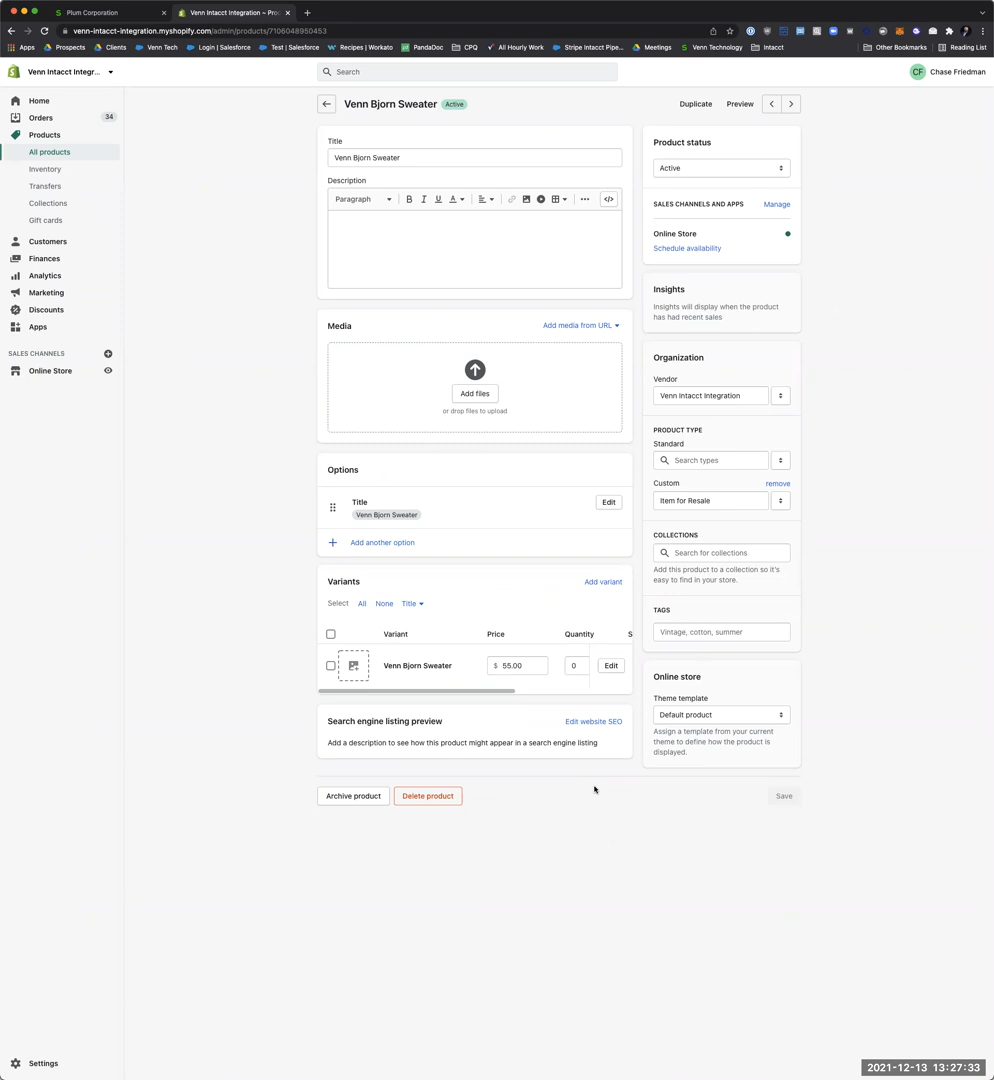 Plum Corporation
Venn Intacct Integration ~ Pro
venn-intacct-integration.myshopify.com/admin/products/7106048950453
Apps Prospects Clients Venn Tech Login | Salesforce Test | Salesforce Recipes | Workato PandaDoc CPQ All Hourly Work Stripe Intacct Pipe... Meetings Venn Technology Intacct Other Bookmarks Reading List
Venn Intacct Integr...
Search
CF Chase Friedman
Home
Orders 34
Products
All products
Inventory
Transfers
Collections
Gift cards
Customers
Finances
Analytics
Marketing
Discounts
Apps
SALES CHANNELS
Online Store
Settings
Venn Bjorn Sweater Active
Duplicate Preview
Title
Venn Bjorn Sweater
Description
Paragraph B I U A ••• </>
Media Add media from URL
Add files
or drop files to upload
Options
Title
Venn Bjorn Sweater
Edit
+ Add another option
Variants Add variant
Select All None Title
Variant Price Quantity S
Venn Bjorn Sweater $ 55.00 0 Edit
Search engine listing preview Edit website SEO
Add a description to see how this product might appear in a search engine listing
Archive product Delete product Save
Product status
Active
SALES CHANNELS AND APPS Manage
Online Store
Schedule availability
Insights
Insights will display when the product
has had recent sales
Organization
Vendor
Venn Intacct Integration
PRODUCT TYPE
Standard
Search types
Custom remove
Item for Resale
COLLECTIONS
Search for collections
Add this product to a collection so it's
easy to find in your store.
TAGS
Vintage, cotton, summer
Online store
Theme template
Default product
Assign a template from your current
theme to define how the product is
displayed.
2021-12-13 13:27:33